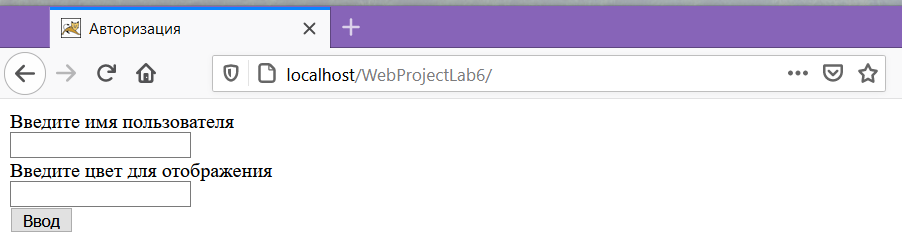 Авторизация
localhost/WebProjectLab6/
Введите имя пользователя
Введите цвет для отображения
Ввод